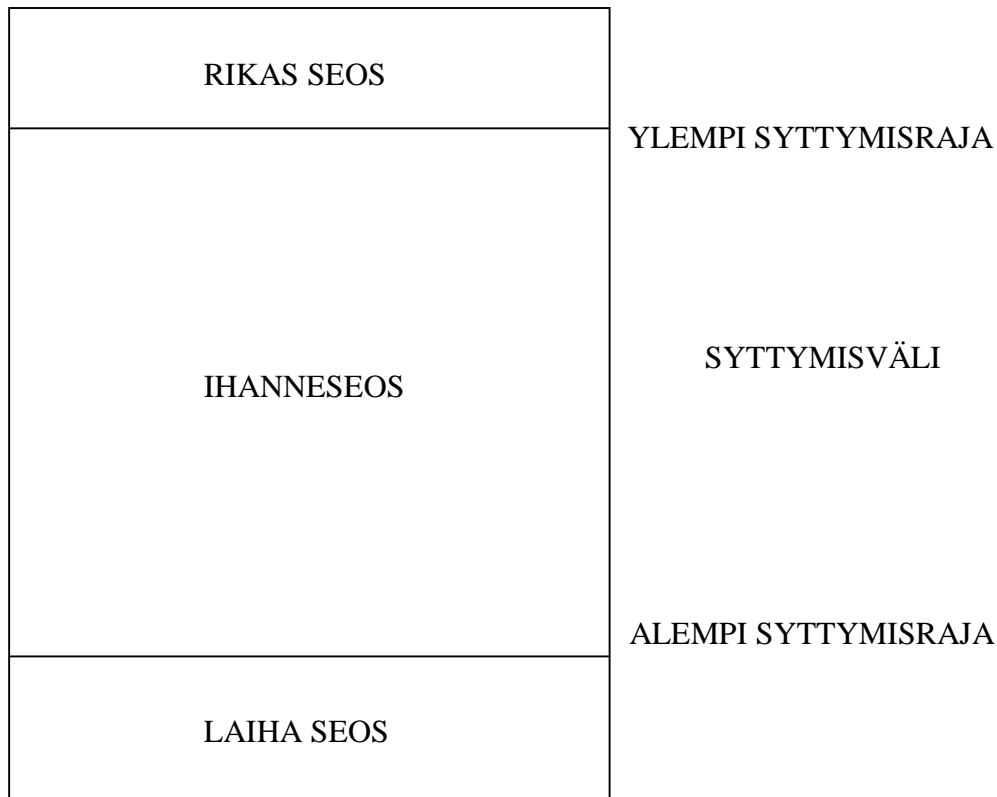 RIKAS SEOS
YLEMPI SYTTYMISRAJA
SYTTYMISVÄLI
IHANNESEOS
ALEMPI SYTTYMISRAJA
LAIHA SEOS